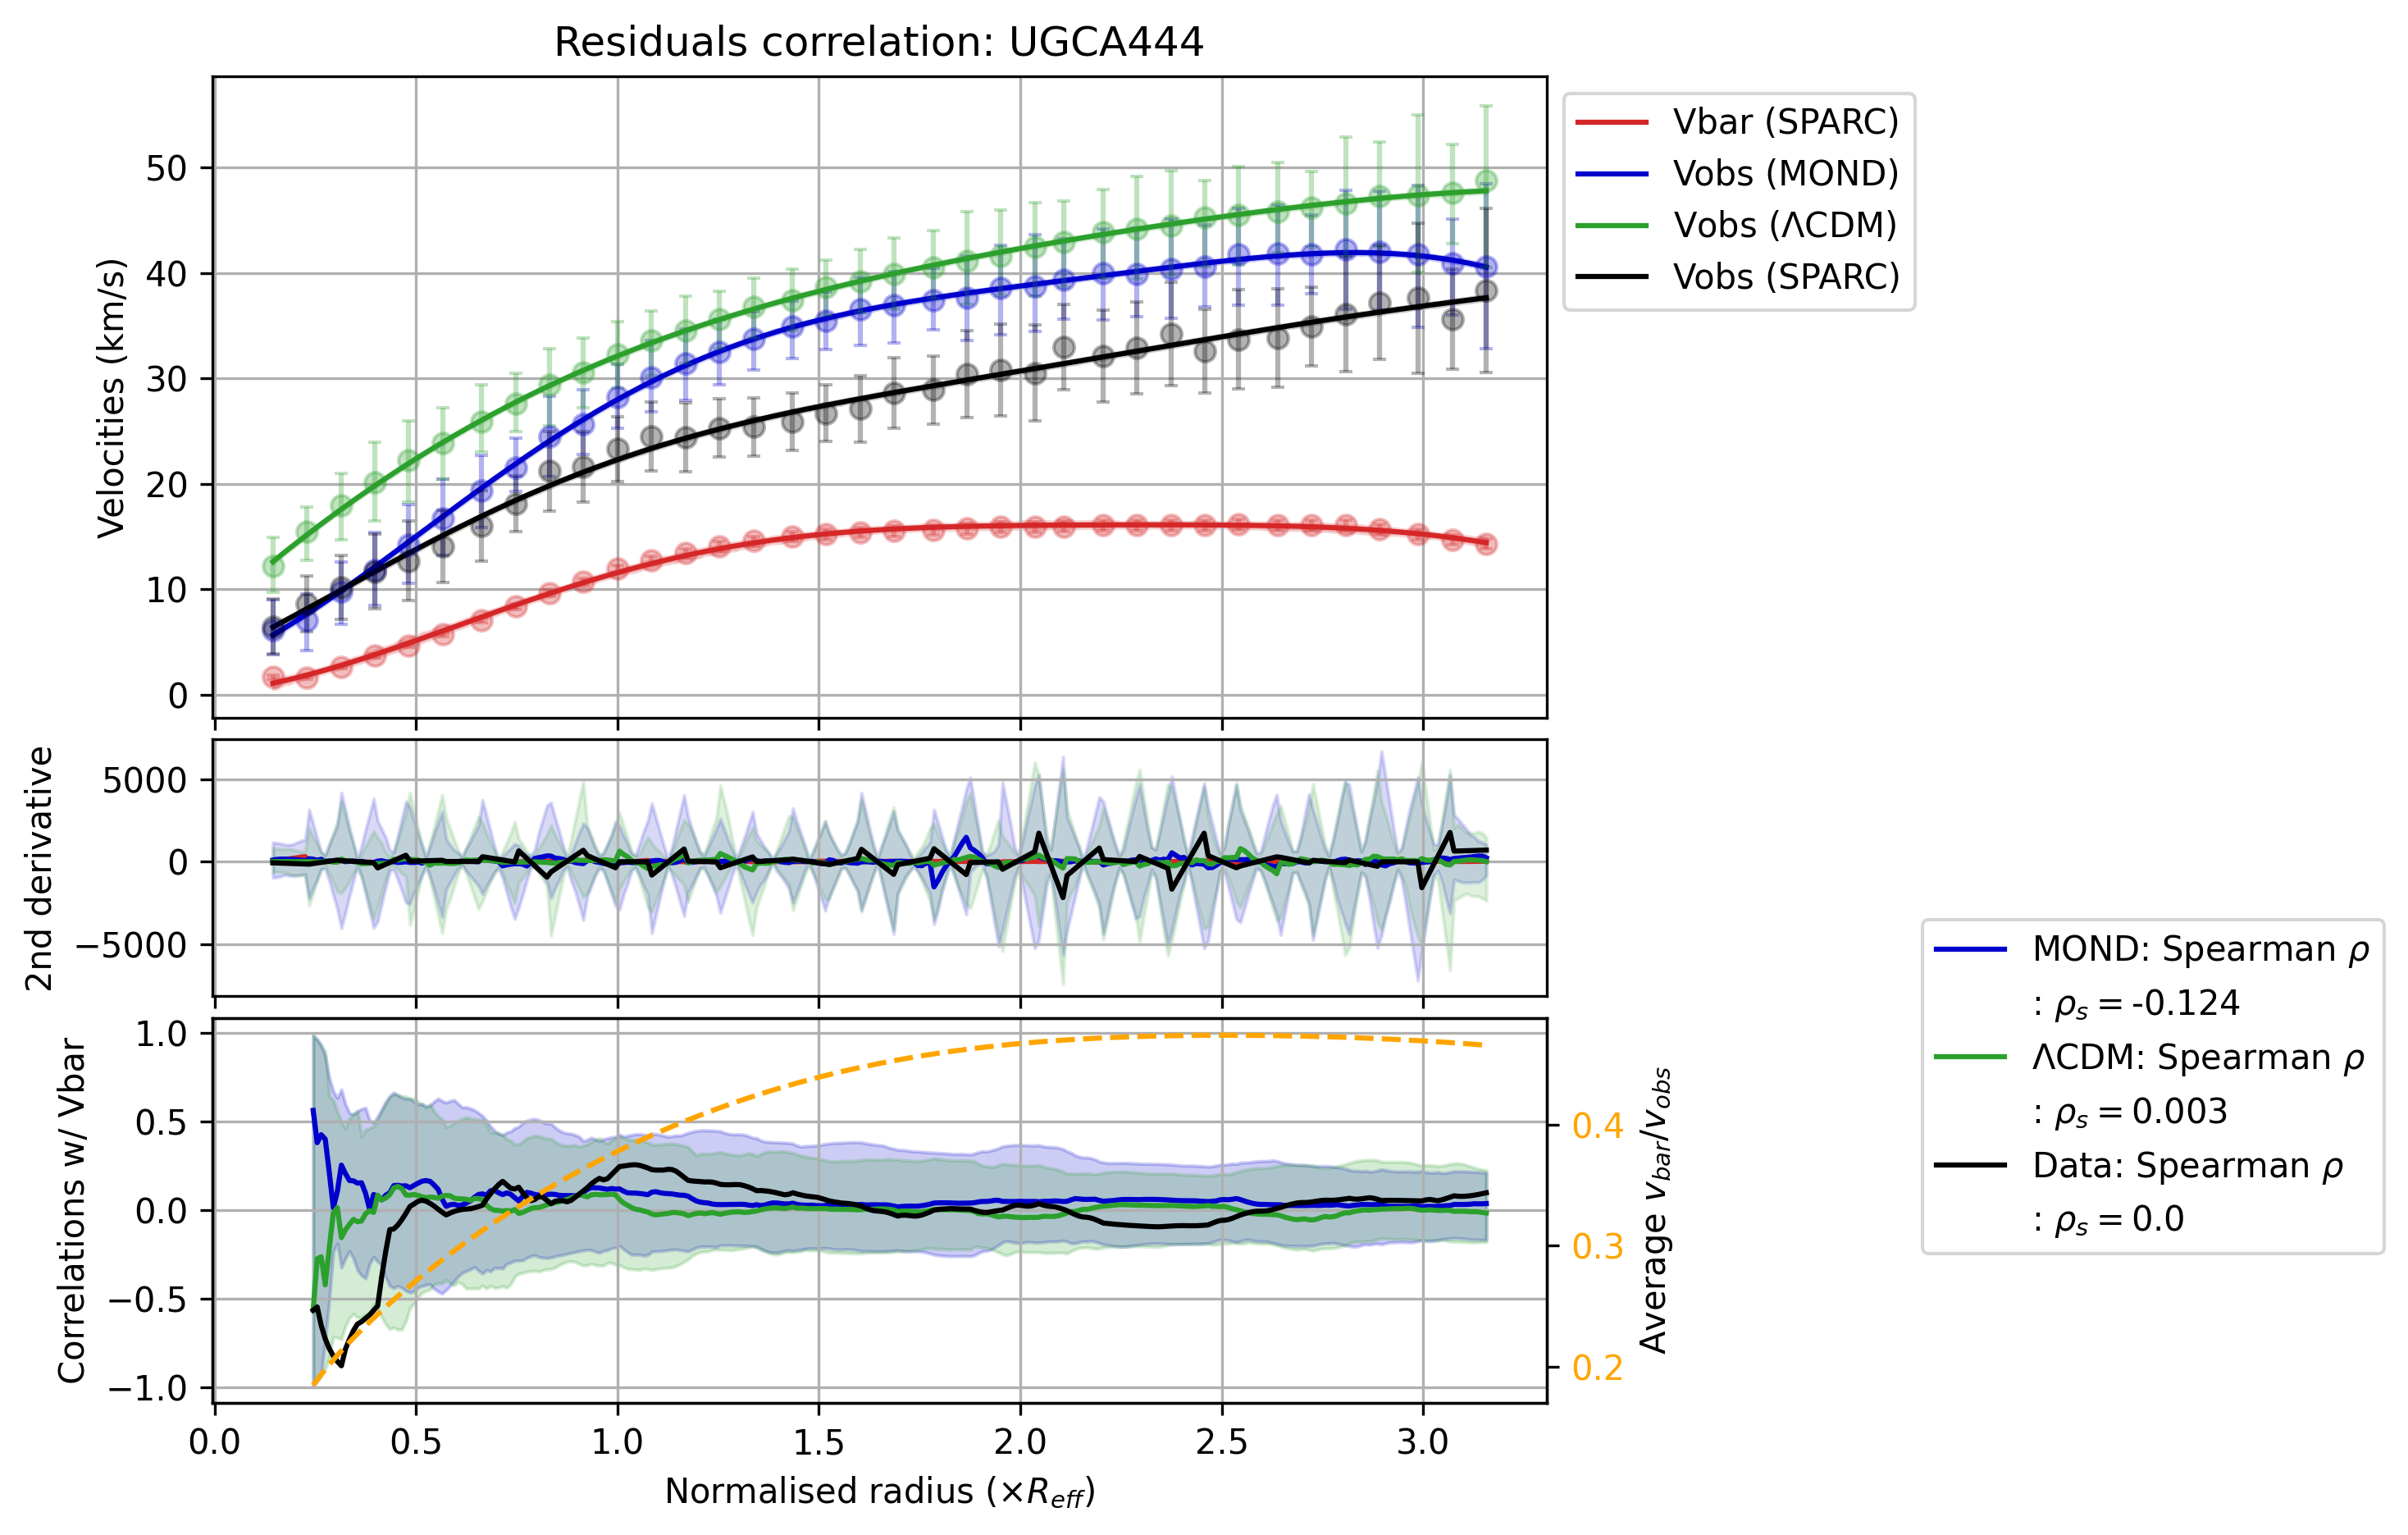 Residuals correlation: UGCA444
Velocities (km/s)
50
40
30
20
10
0
Vbar (SPARC)
Vobs (MOND)
Vobs (ΛCDM)
Vobs (SPARC)
2nd derivative
5000
0
−5000
Correlations w/ Vbar
1.0
0.5
0.0
−0.5
−1.0
0.4
0.3
0.2
Average v_bar/v_obs
MOND: Spearman ρ
: ρ_s = -0.124
ΛCDM: Spearman ρ
: ρ_s = 0.003
Data: Spearman ρ
: ρ_s = 0.0
0.0 0.5 1.0 1.5 2.0 2.5 3.0
Normalised radius (×R_eff)